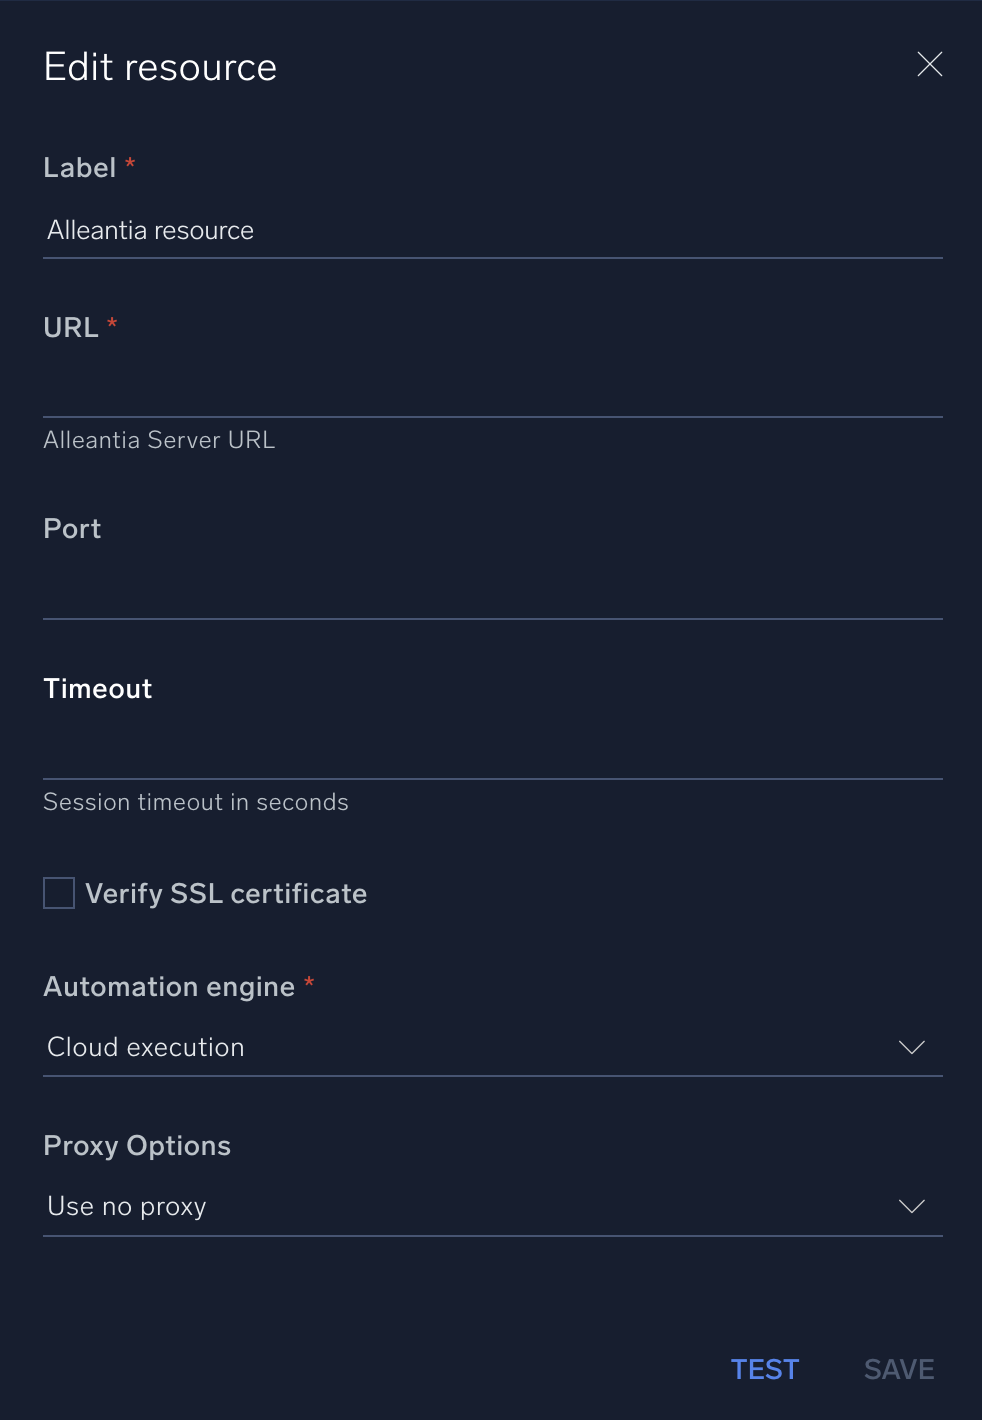 Edit resource
Label *
Alleantia resource
URL *
Alleantia Server URL
Port
Timeout
Session timeout in seconds
Verify SSL certificate
Automation engine *
Cloud execution
Proxy Options
Use no proxy
TEST SAVE